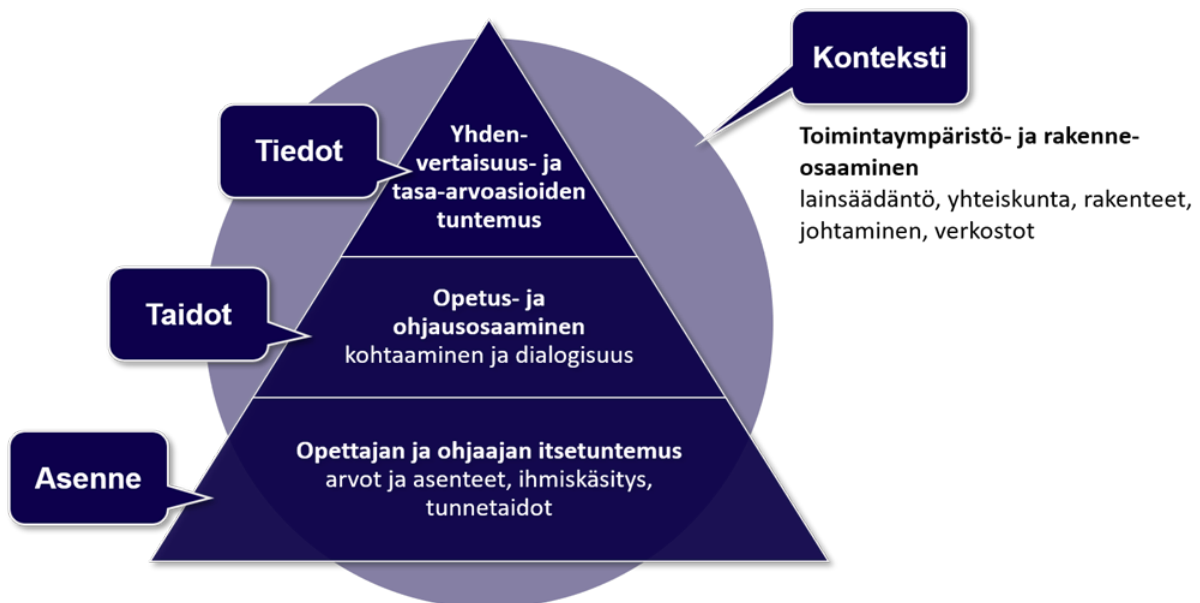 Konteksti
Toimintaympäristö- ja rakenne-
osaaminen
lainsäädäntö, yhteiskunta, rakenteet,
johtaminen, verkostot
Tiedot
Yhden-
vertaisuus- ja
tasa-arvoasioiden
tuntemus
Taidot
Opetus- ja
ohjausosaaminen
kohtaaminen ja dialogisuus
Asenne
Opettajan ja ohjaajan itsetuntemus
arvot ja asenteet, ihmiskäsitys,
tunnetaidot